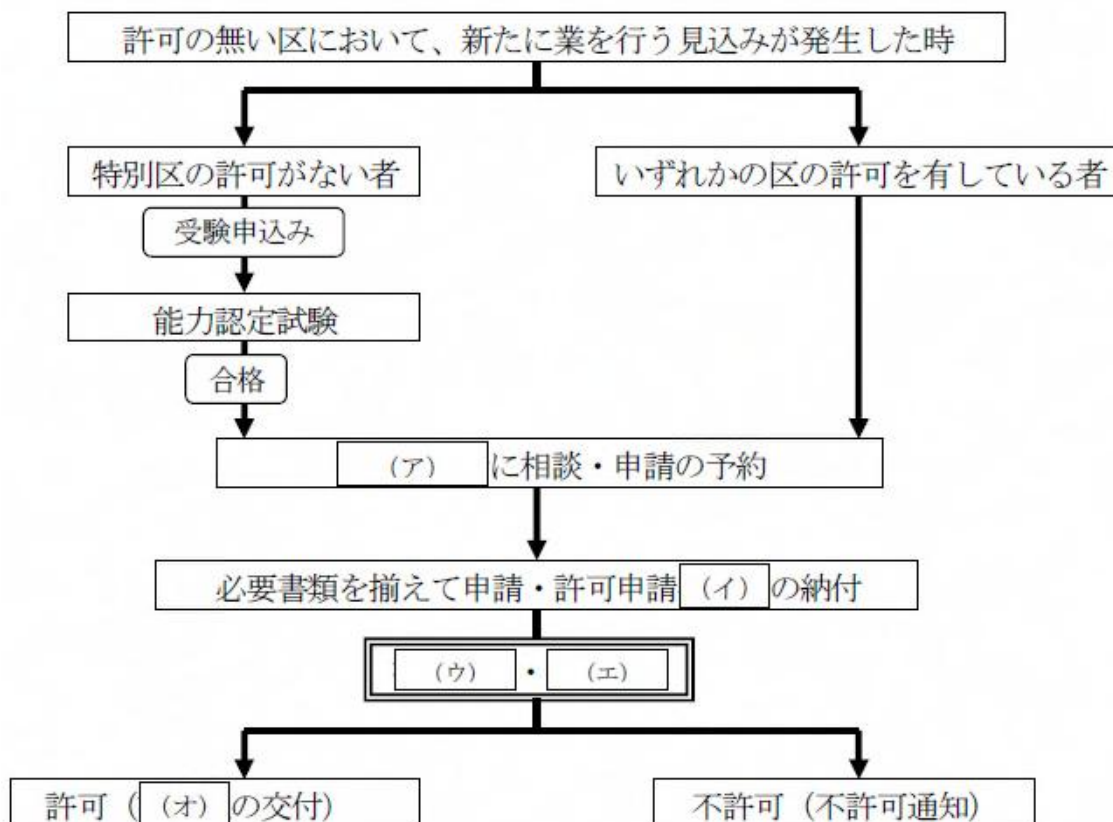 許可の無い区において、新たに業を行う見込みが発生した時
特別区の許可がない者
いずれかの区の許可を有している者
受験申込み
能力認定試験
合格
（ア）に相談・申請の予約
必要書類を揃えて申請・許可申請（イ）の納付
（ウ）・（エ）
許可（（オ）の交付）
不許可（不許可通知）